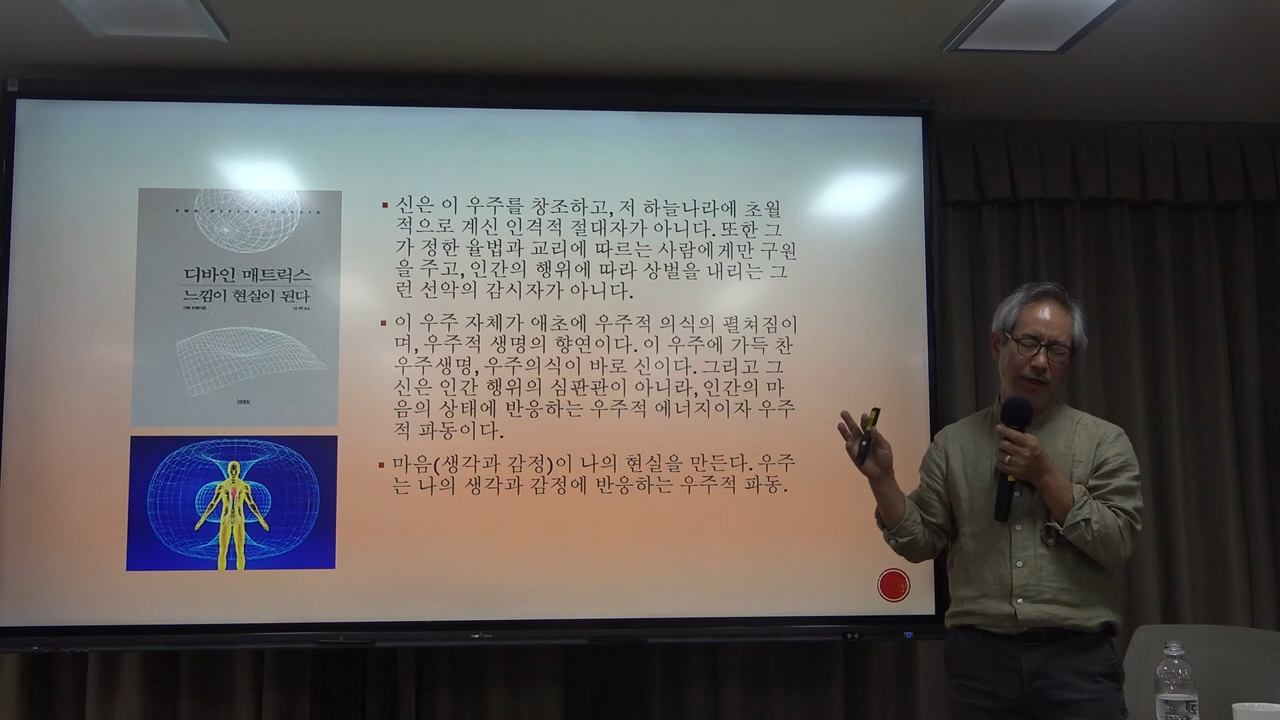 THE DIVINE MATRIX
디바인 매트릭스
느낌이 현실이 된다
신은 이 우주를 창조하고, 저 하늘나라에 초월
적으로 계신 인격적 절대자가 아니다. 또한 그
가 정한 율법과 교리에 따르는 사람에게만 구원
을 주고, 인간의 행위에 따라 상벌을 내리는 그
런 선악의 감시자가 아니다.
이 우주 자체가 애초에 우주적 의식의 펼쳐짐이
며, 우주적 생명의 향연이다. 이 우주에 가득 찬
우주생명, 우주의식이 바로 신이다. 그리고 그
신은 인간 행위의 심판관이 아니라, 인간의 마
음의 상태에 반응하는 우주적 에너지이자 우주
적 파동이다.
마음(생각과 감정)이 나의 현실을 만든다. 우주
는 나의 생각과 감정에 반응하는 우주적 파동.